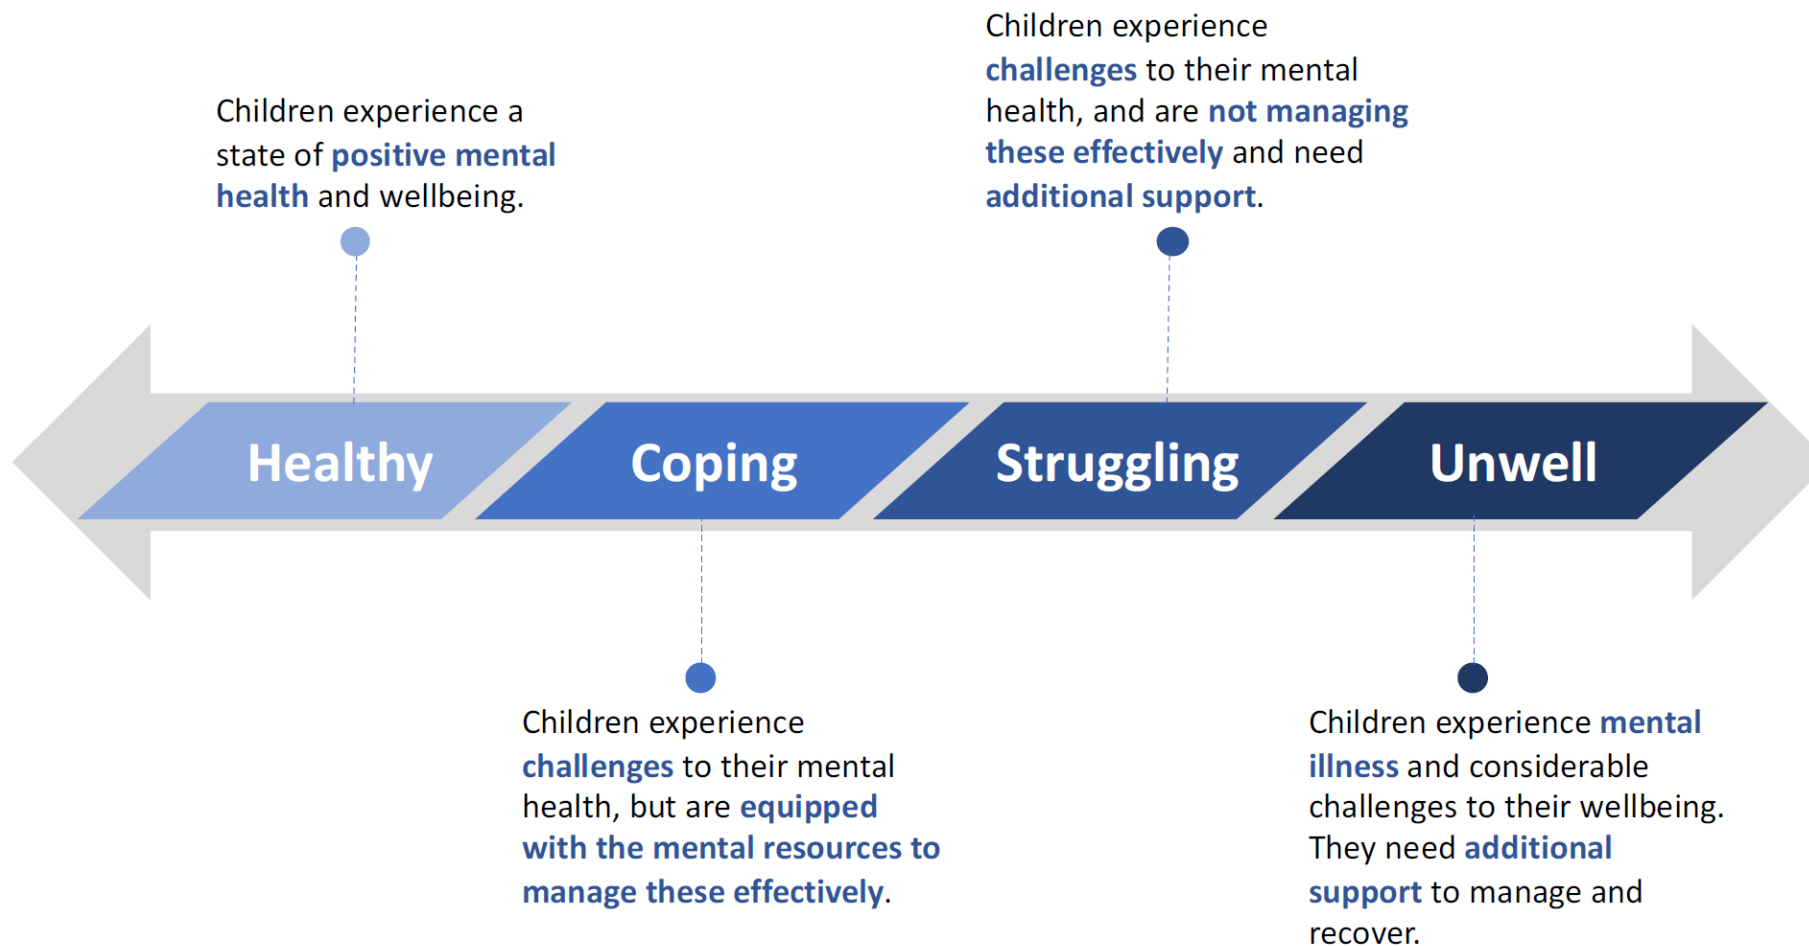 Children experience a
state of positive mental
health and wellbeing.
Children experience
challenges to their mental
health, and are not managing
these effectively and need
additional support.
Healthy
Coping
Struggling
Unwell
Children experience
challenges to their mental
health, but are equipped
with the mental resources to
manage these effectively.
Children experience mental
illness and considerable
challenges to their wellbeing.
They need additional
support to manage and
recover.